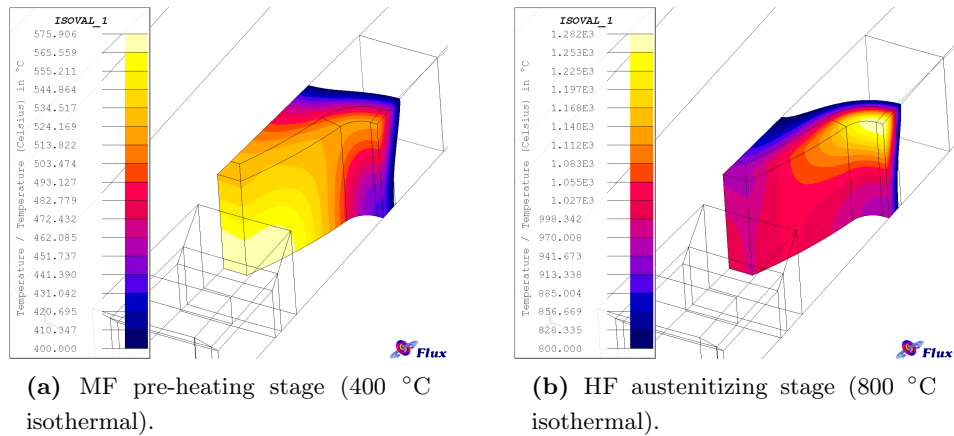 ISOVAL_1
575.906
565.559
555.211
544.864
534.517
524.169
513.822
503.474
493.127
482.779
472.432
462.085
451.737
441.390
431.042
420.695
410.347
400.000
Temperature / Temperature (Celsius) in °C
Flux
(a) MF pre-heating stage (400 °C
isothermal).
ISOVAL_1
1.282E3
1.253E3
1.225E3
1.197E3
1.168E3
1.140E3
1.112E3
1.083E3
1.055E3
1.027E3
998.342
970.008
941.673
913.338
885.004
856.669
828.335
800.000
Temperature / Temperature (Celsius) in °C
Flux
(b) HF austenitizing stage (800 °C
isothermal).